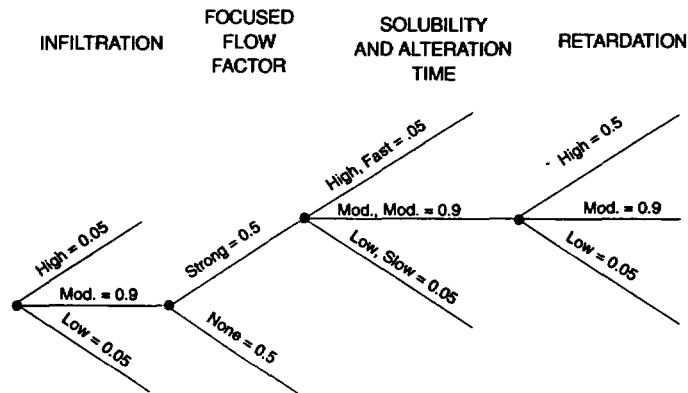 INFILTRATION
FOCUSED
FLOW
FACTOR
SOLUBILITY
AND ALTERATION
TIME
RETARDATION
High = 0.05
Mod. = 0.9
Low = 0.05
Strong = 0.5
None = 0.5
High, Fast = .05
Mod., Mod. = 0.9
Low, Slow = 0.05
- High = 0.5
Mod. = 0.9
Low = 0.05